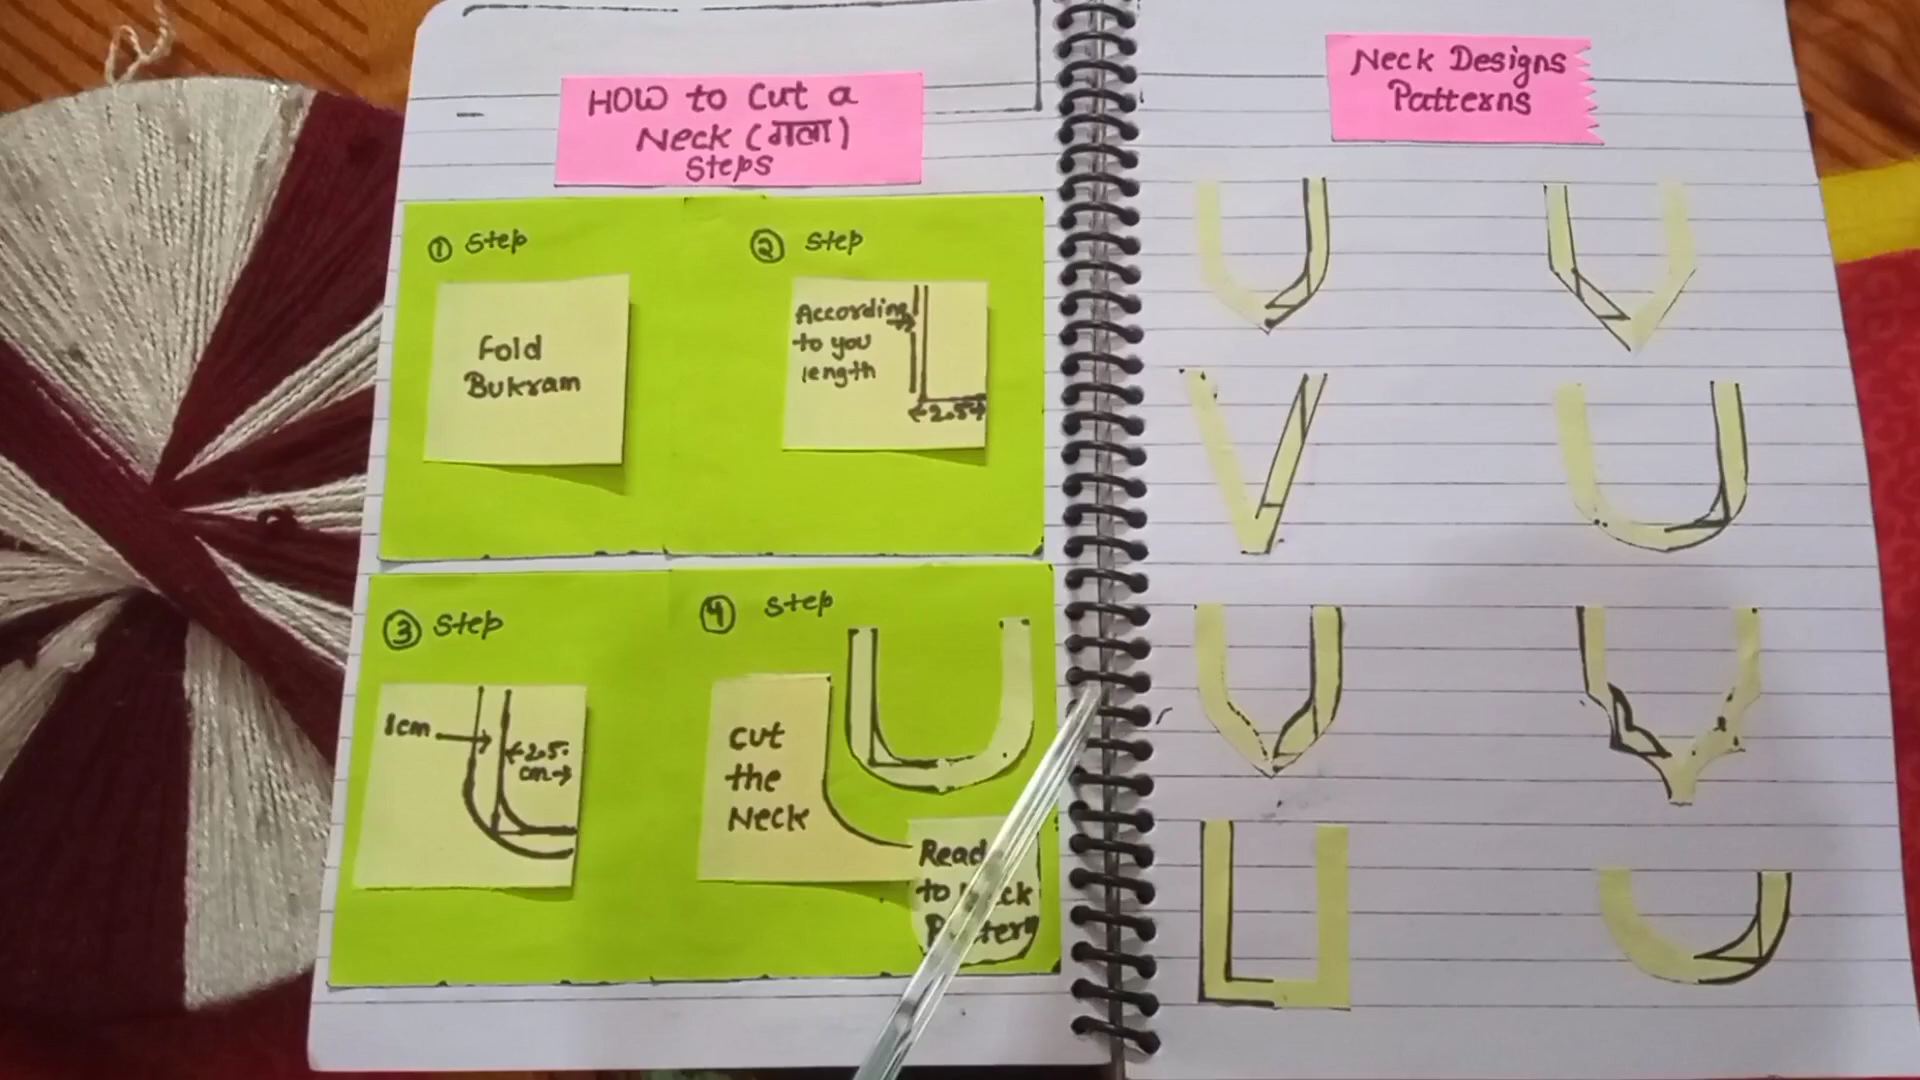 HOW to Cut a
Neck (गला)
Steps
① Step
Fold
Bukram
② Step
According
to you
length
2.5
③ Step
1cm
2.5.
cm
④ Step
Cut
the
Neck
to
Neck Designs
Patterns